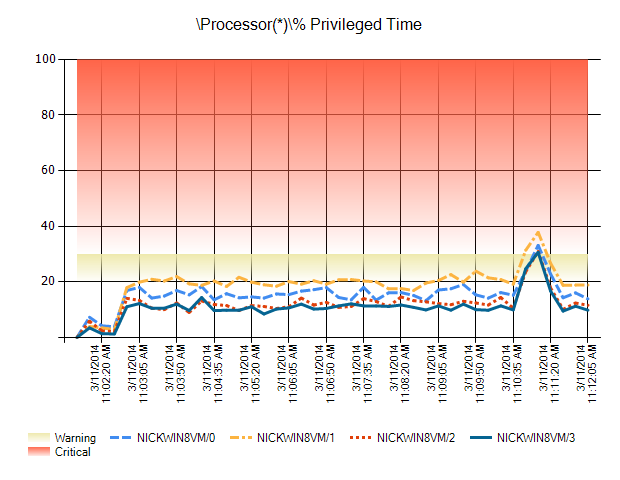 \Processor(*)\% Privileged Time
100
80
60
40
20
3/11/2014
11:02:20 AM
3/11/2014
11:03:05 AM
3/11/2014
11:03:50 AM
3/11/2014
11:04:35 AM
3/11/2014
11:05:20 AM
3/11/2014
11:06:05 AM
3/11/2014
11:06:50 AM
3/11/2014
11:07:35 AM
3/11/2014
11:08:20 AM
3/11/2014
11:09:05 AM
3/11/2014
11:09:50 AM
3/11/2014
11:10:35 AM
3/11/2014
11:11:20 AM
3/11/2014
11:12:05 AM
Warning NICKWIN8VM/0 NICKWIN8VM/1 NICKWIN8VM/2 NICKWIN8VM/3
Critical